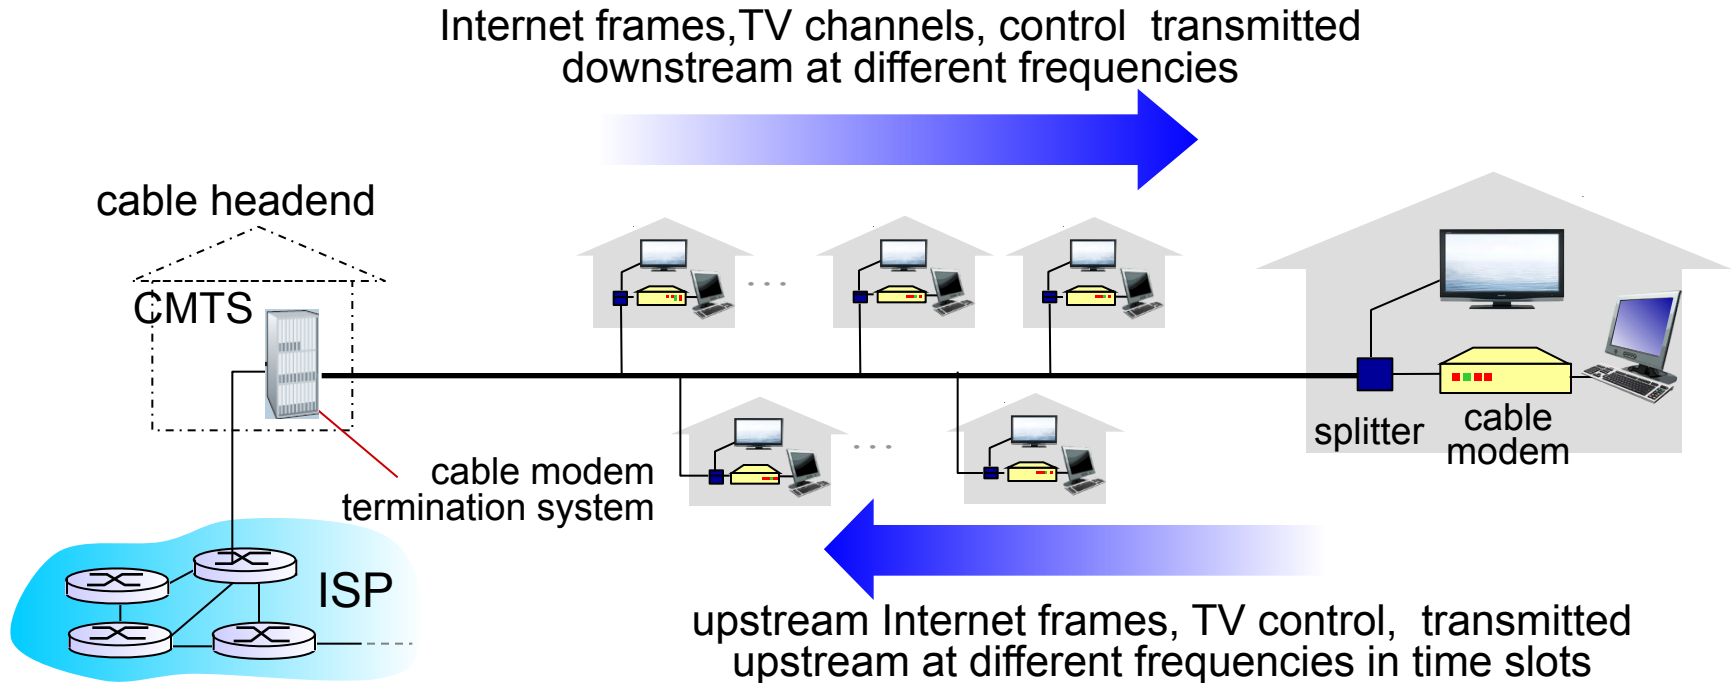 Internet frames,TV channels, control  transmitted
downstream at different frequencies
cable headend
CMTS
splitter
cable
modem
cable modem
termination system
ISP
upstream Internet frames, TV control,  transmitted
upstream at different frequencies in time slots